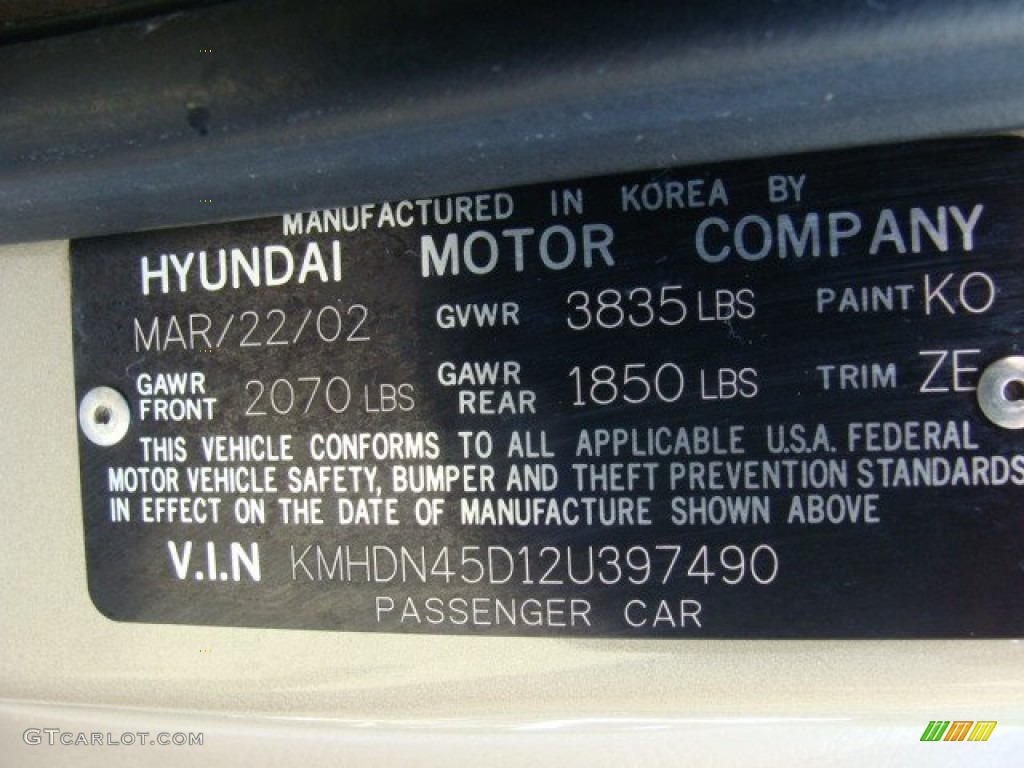 MANUFACTURED IN KOREA BY
HYUNDAI MOTOR COMPANY
MAR/22/02 GVWR 3835 LBS PAINT KO
GAWR FRONT 2070 LBS GAWR REAR 1850 LBS TRIM ZE
THIS VEHICLE CONFORMS TO ALL APPLICABLE U.S.A. FEDERAL
MOTOR VEHICLE SAFETY, BUMPER AND THEFT PREVENTION STANDARDS
IN EFFECT ON THE DATE OF MANUFACTURE SHOWN ABOVE
V.I.N KMHDN45D12U397490
PASSENGER CAR
GTCARLOT.COM